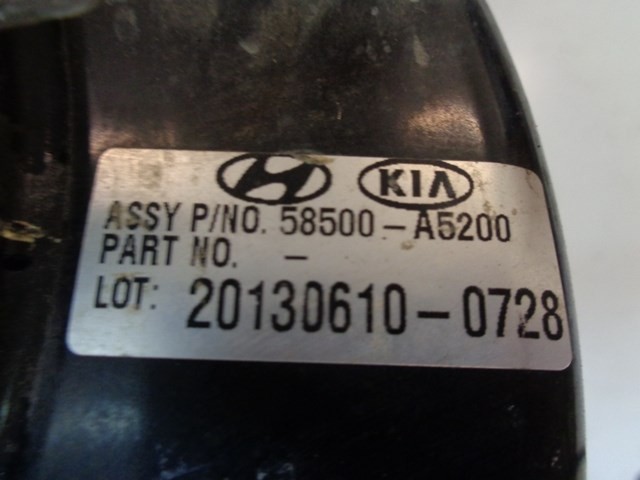 KIA
ASSY P/NO. 58500-A5200
PART NO. -
LOT: 20130610-0728